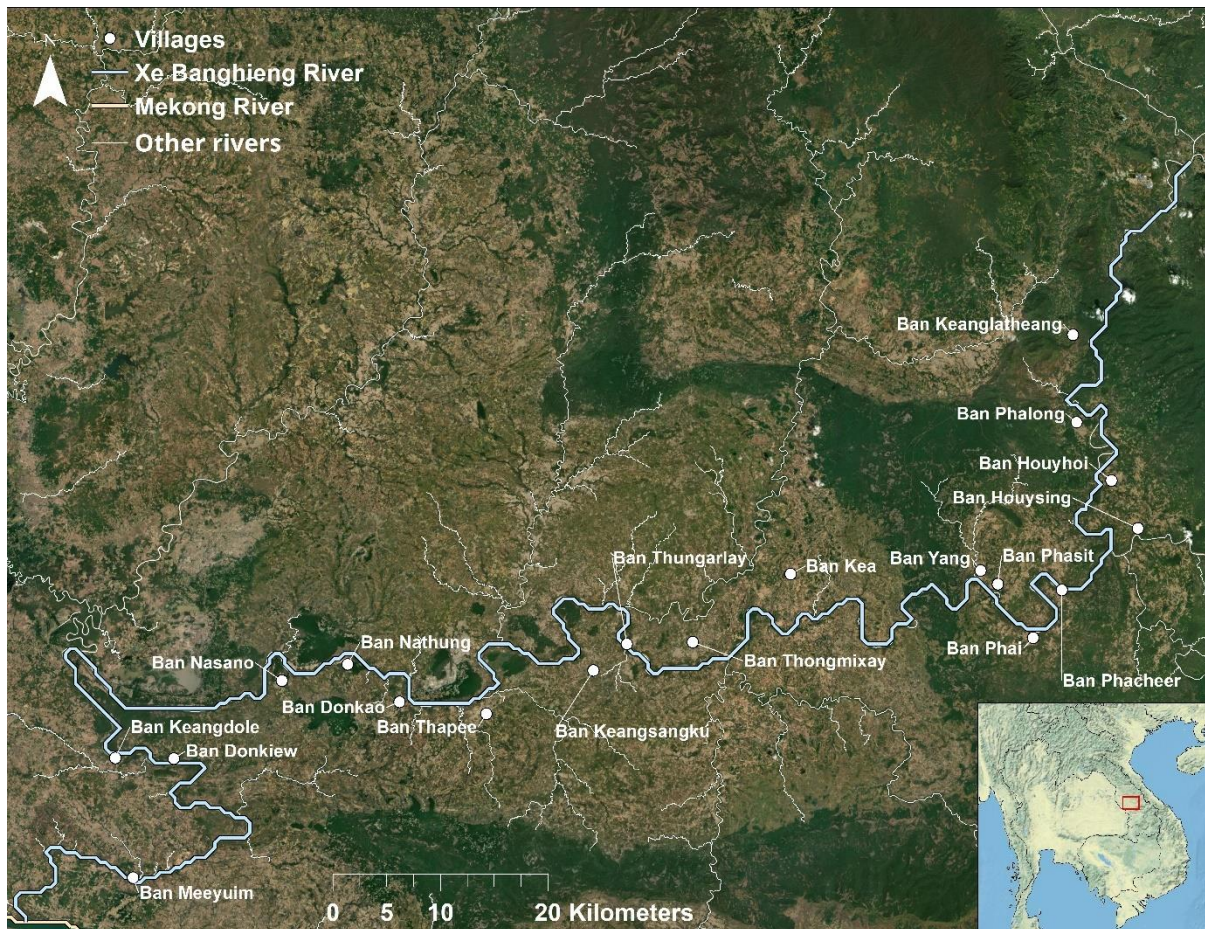 Villages
N
Xe Banghieng River
Mekong River
Other rivers
Ban Keanglatheang
Ban Phalong
Ban Houyhoi
Ban Houysing
Ban Thungarlay
Ban Kea
Ban Yang
Ban Phasit
Ban Nathung
Ban Nasano
Ban Thongmixay
Ban Phai
Ban Phacheer
Ban Donkao
Ban Thapee
Ban Keangsangku
Ban Keangdole
Ban Donkiew
Ban Meeyuim
0 10 20 Kilometers